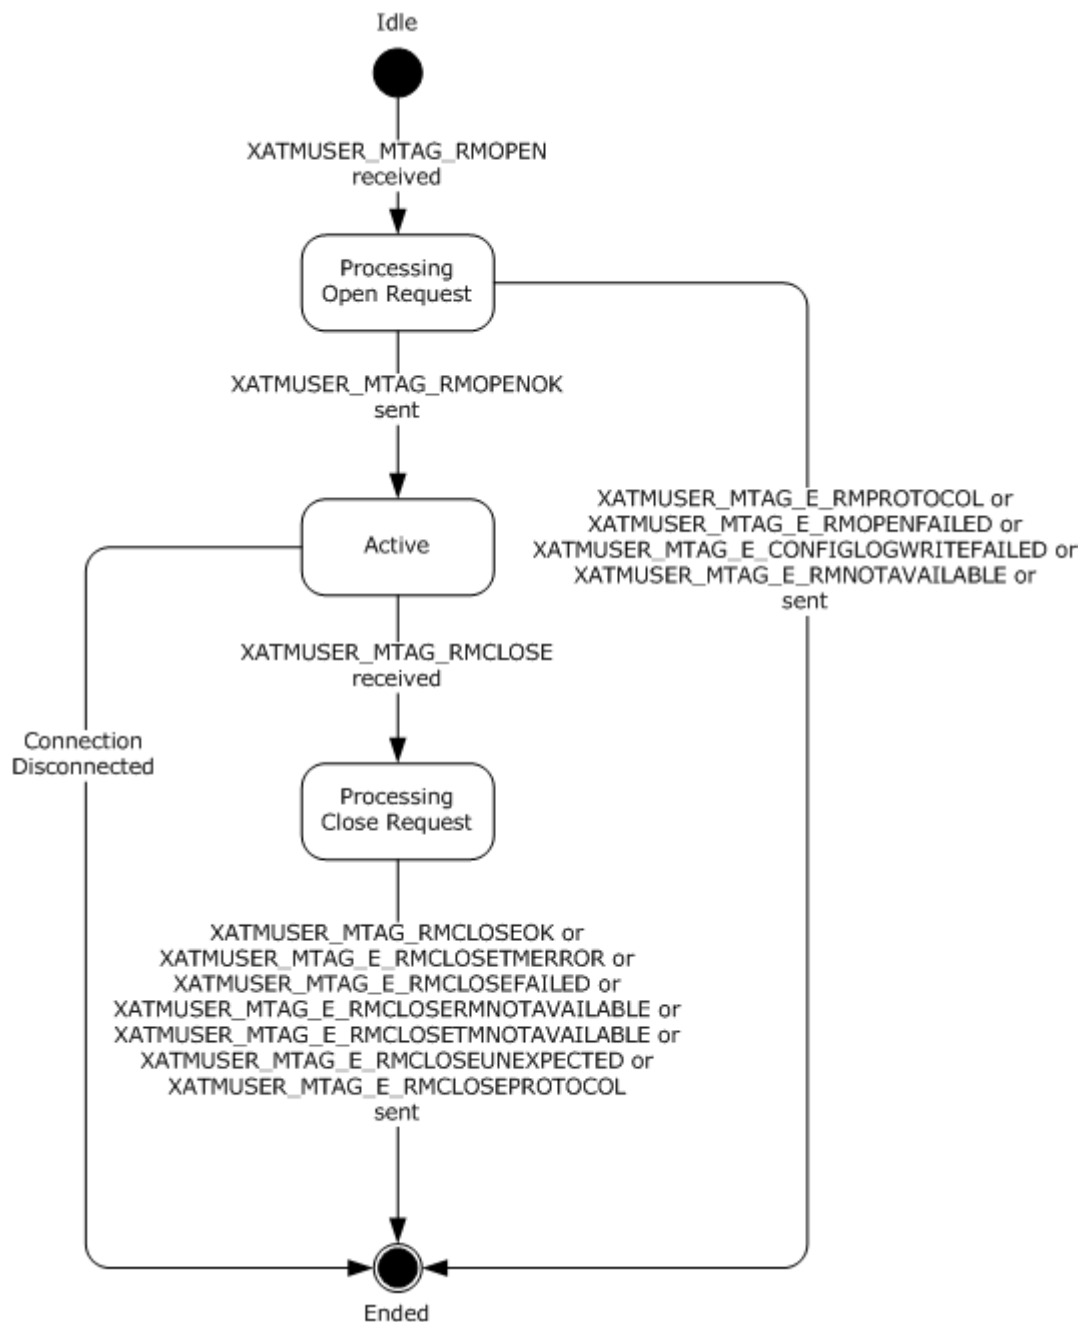 Idle
XATMUSER_MTAG_RMOPEN
received
Processing
Open Request
XATMUSER_MTAG_RMOPENOK
sent
XATMUSER_MTAG_E_RMPROTOCOL or
XATMUSER_MTAG_E_RMOPENFAILED or
XATMUSER_MTAG_E_CONFIGLOGWRITEFAILED or
XATMUSER_MTAG_E_RMNOTAVAILABLE or
sent
Active
XATMUSER_MTAG_RMCLOSE
received
Connection
Disconnected
Processing
Close Request
XATMUSER_MTAG_RMCLOSEOK or
XATMUSER_MTAG_E_RMCLOSETMERROR or
XATMUSER_MTAG_E_RMCLOSEFAILED or
XATMUSER_MTAG_E_RMCLOSERMNOTAVAILABLE or
XATMUSER_MTAG_E_RMCLOSETMNOTAVAILABLE or
XATMUSER_MTAG_E_RMCLOSEUNEXPECTED or
XATMUSER_MTAG_E_RMCLOSEPROTOCOL
sent
Ended